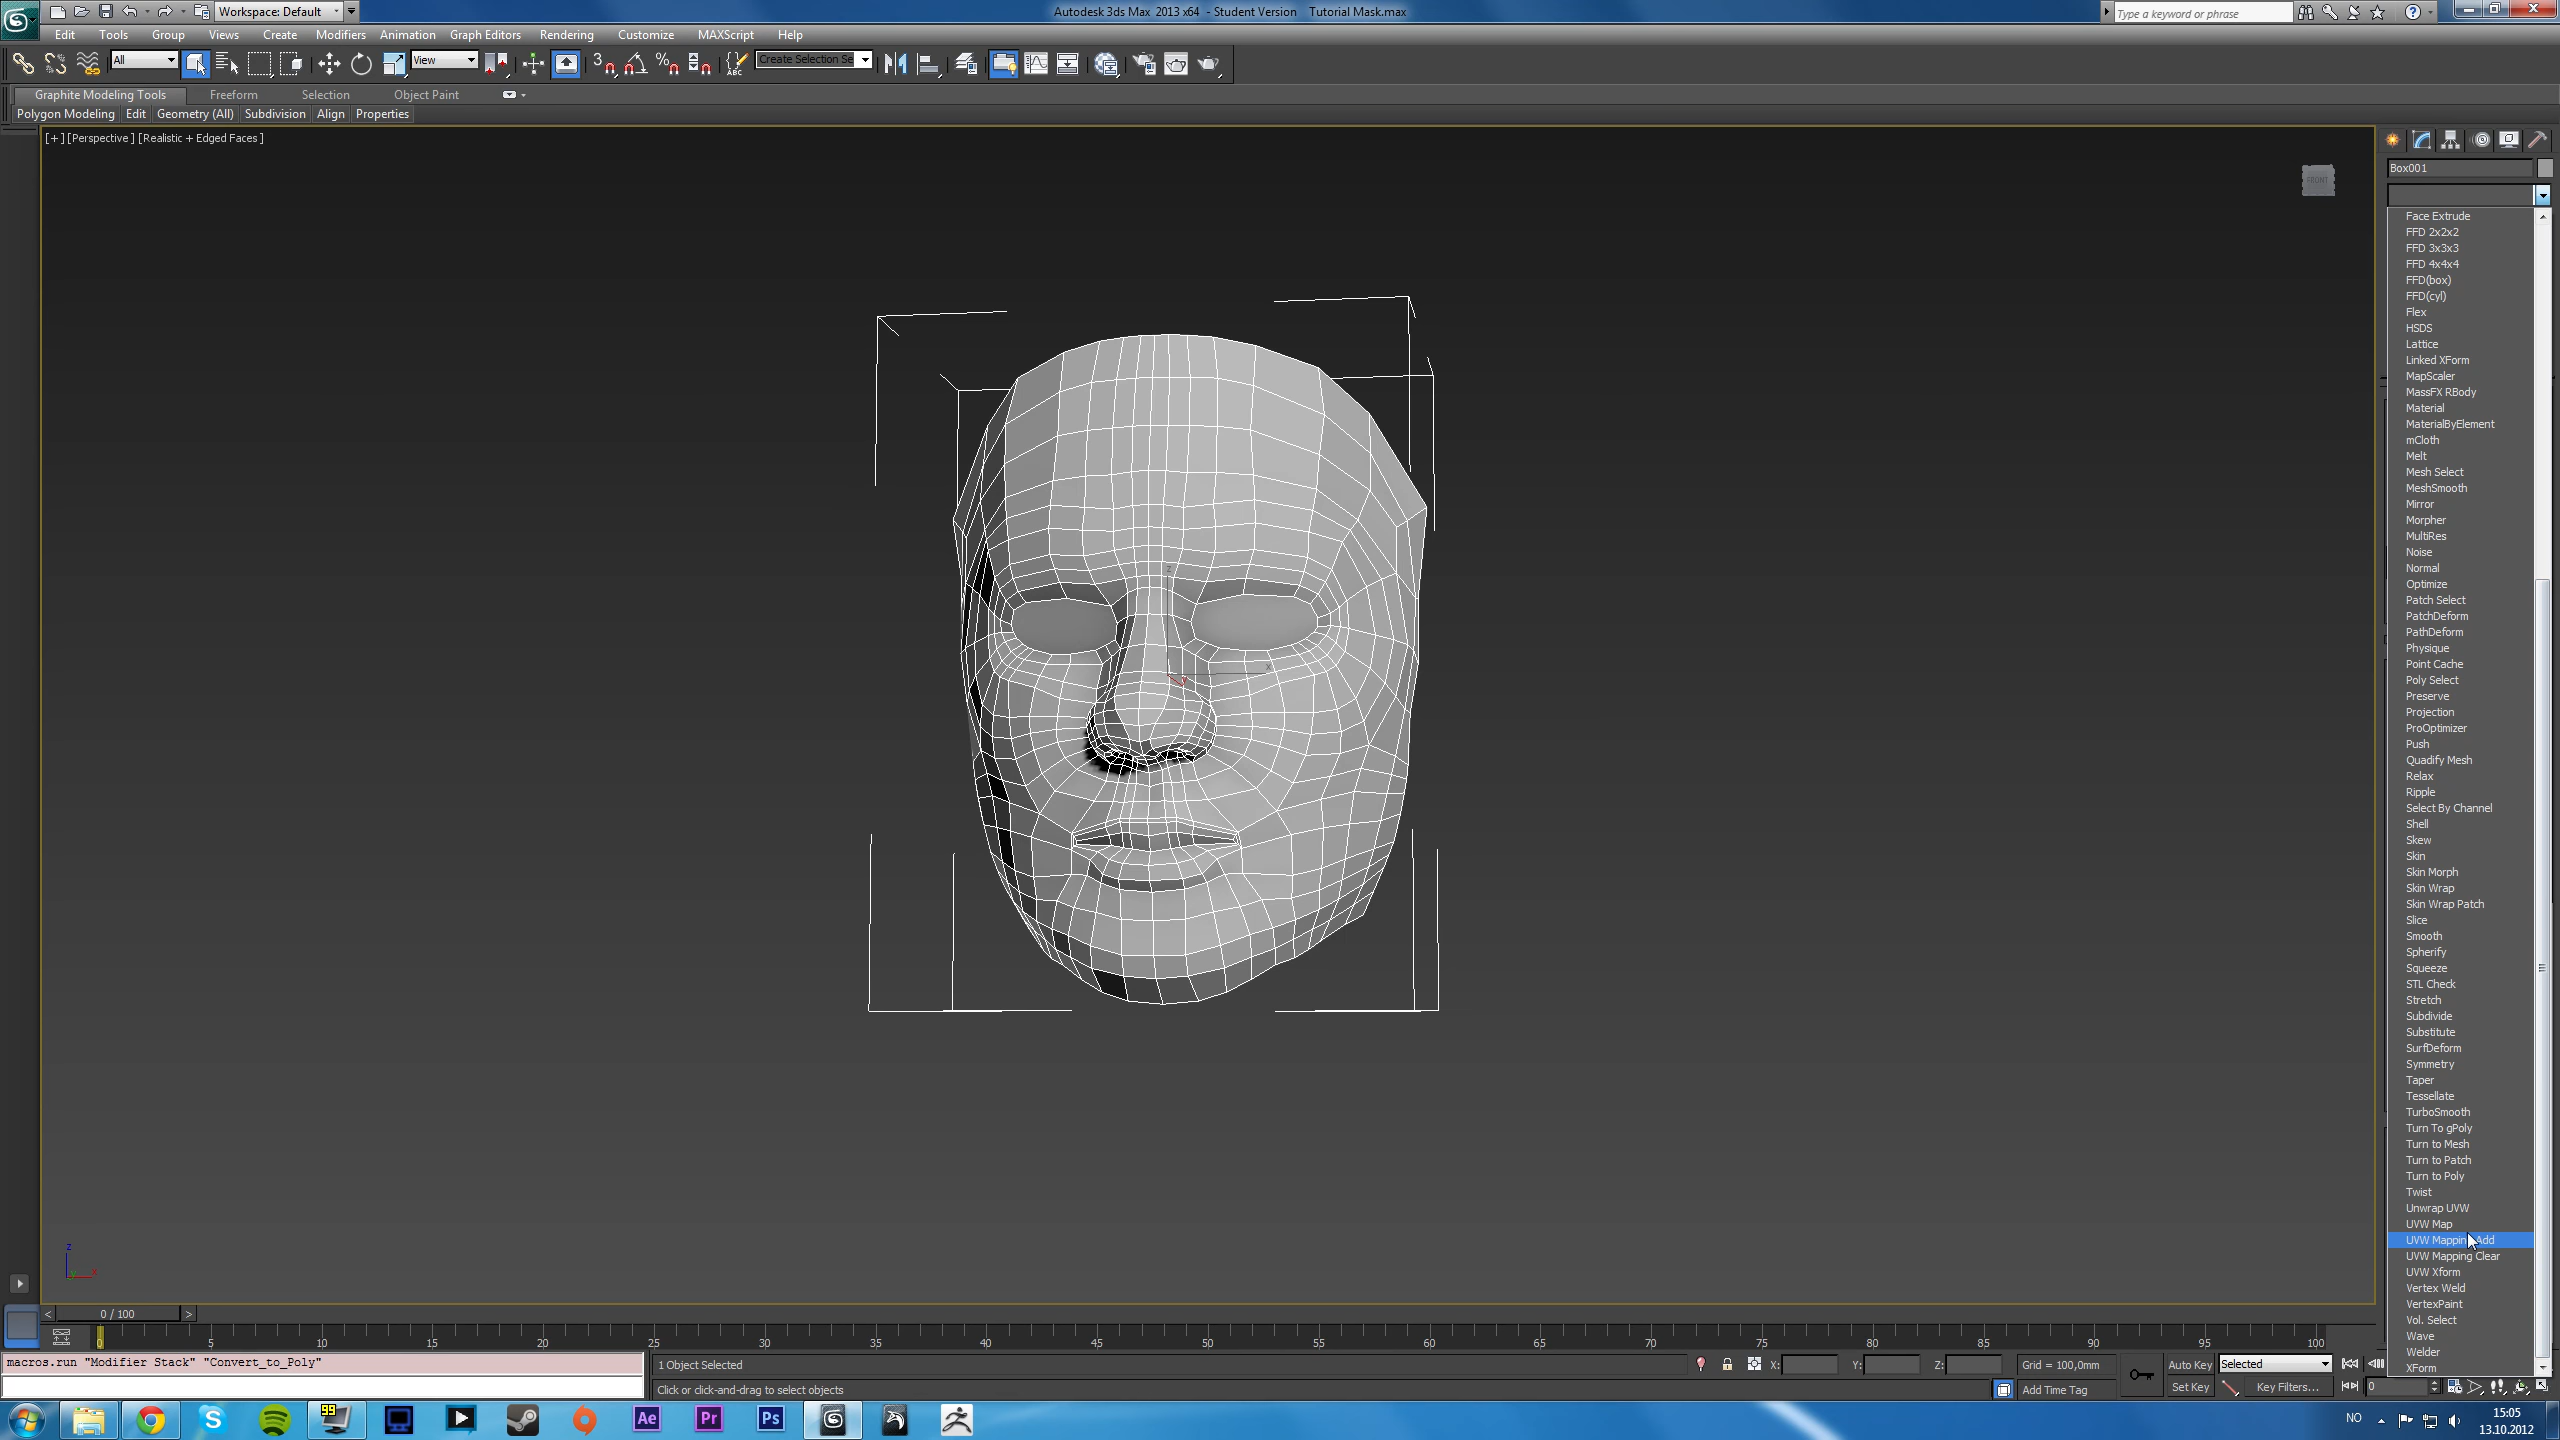 Workspace: Default
Autodesk 3ds Max 2013 x64 - Student Version Tutorial Mask.max
Type a keyword or phrase
Edit Tools Group Views Create Modifiers Animation Graph Editors Rendering Customize MAXScript Help
All
View
3
Create Selection Se
Graphite Modeling Tools Freeform Selection Object Paint
Polygon Modeling Edit Geometry (All) Subdivision Align Properties
[+] [Perspective] [Realistic + Edged Faces]
FRONT
Box001
Face Extrude
FFD 2x2x2
FFD 3x3x3
FFD 4x4x4
FFD(box)
FFD(cyl)
Flex
HSDS
Lattice
Linked XForm
MapScaler
MassFX RBody
Material
MaterialByElement
mCloth
Melt
Mesh Select
MeshSmooth
Mirror
Morpher
MultiRes
Noise
Normal
Optimize
Patch Select
PatchDeform
PathDeform
Physique
Point Cache
Poly Select
Preserve
Projection
ProOptimizer
Push
Quadify Mesh
Relax
Ripple
Select By Channel
Shell
Skew
Skin
Skin Morph
Skin Wrap
Skin Wrap Patch
Slice
Smooth
Spherify
Squeeze
STL Check
Stretch
Subdivide
Substitute
SurfDeform
Symmetry
Taper
Tessellate
TurboSmooth
Turn To gPoly
Turn to Mesh
Turn to Patch
Turn to Poly
Twist
Unwrap UVW
UVW Map
UVW Mapping Add
UVW Mapping Clear
UVW Xform
Vertex Weld
VertexPaint
Vol. Select
Wave
Welder
XForm
z
x
z
x
0 / 100
0 5 10 15 20 25 30 35 40 45 50 55 60 65 70 75 80 85 90 95 100
macros.run "Modifier Stack" "Convert_to_Poly"
1 Object Selected
X: Y: Z: Grid = 100,0mm
Auto Key Selected
Click or click-and-drag to select objects
Add Time Tag
Set Key Key Filters... 0
99
Ae Pr Ps
NO
15:05
13.10.2012